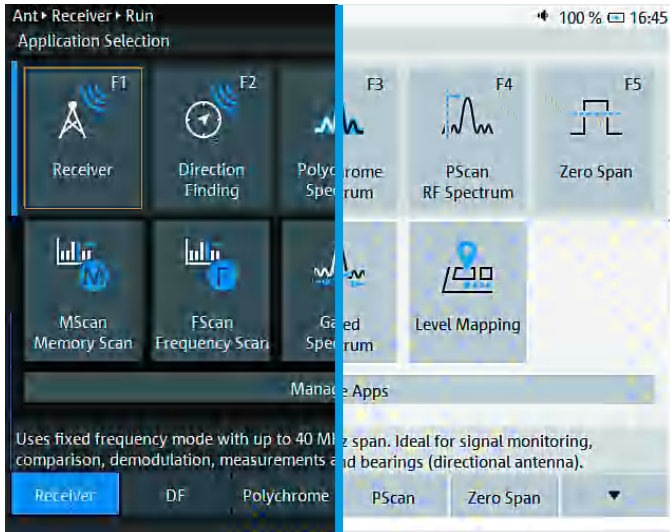 Ant ▸ Receiver ▸ Run 100 % 16:45
Application Selection
F1 F2 F3 F4 F5
Receiver Direction Finding Polychrome Spectrum PScan RF Spectrum Zero Span
M F
MScan Memory Scan FScan Frequency Scan Gated Spectrum Level Mapping
Manage Apps
Uses fixed frequency mode with up to 40 MHz span. Ideal for signal monitoring,
comparison, demodulation, measurements and bearings (directional antenna).
Receiver DF Polychrome PScan Zero Span